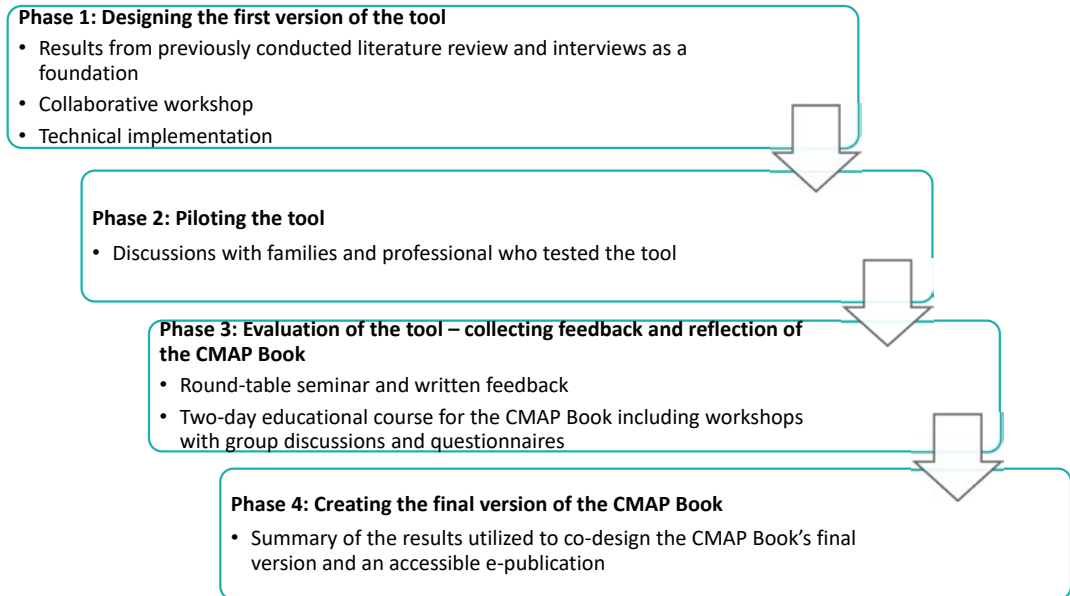 Phase 1: Designing the first version of the tool
• Results from previously conducted literature review and interviews as a
foundation
• Collaborative workshop
• Technical implementation
Phase 2: Piloting the tool
• Discussions with families and professional who tested the tool
Phase 3: Evaluation of the tool – collecting feedback and reflection of
the CMAP Book
• Round-table seminar and written feedback
• Two-day educational course for the CMAP Book including workshops
with group discussions and questionnaires
Phase 4: Creating the final version of the CMAP Book
• Summary of the results utilized to co-design the CMAP Book’s final
version and an accessible e-publication